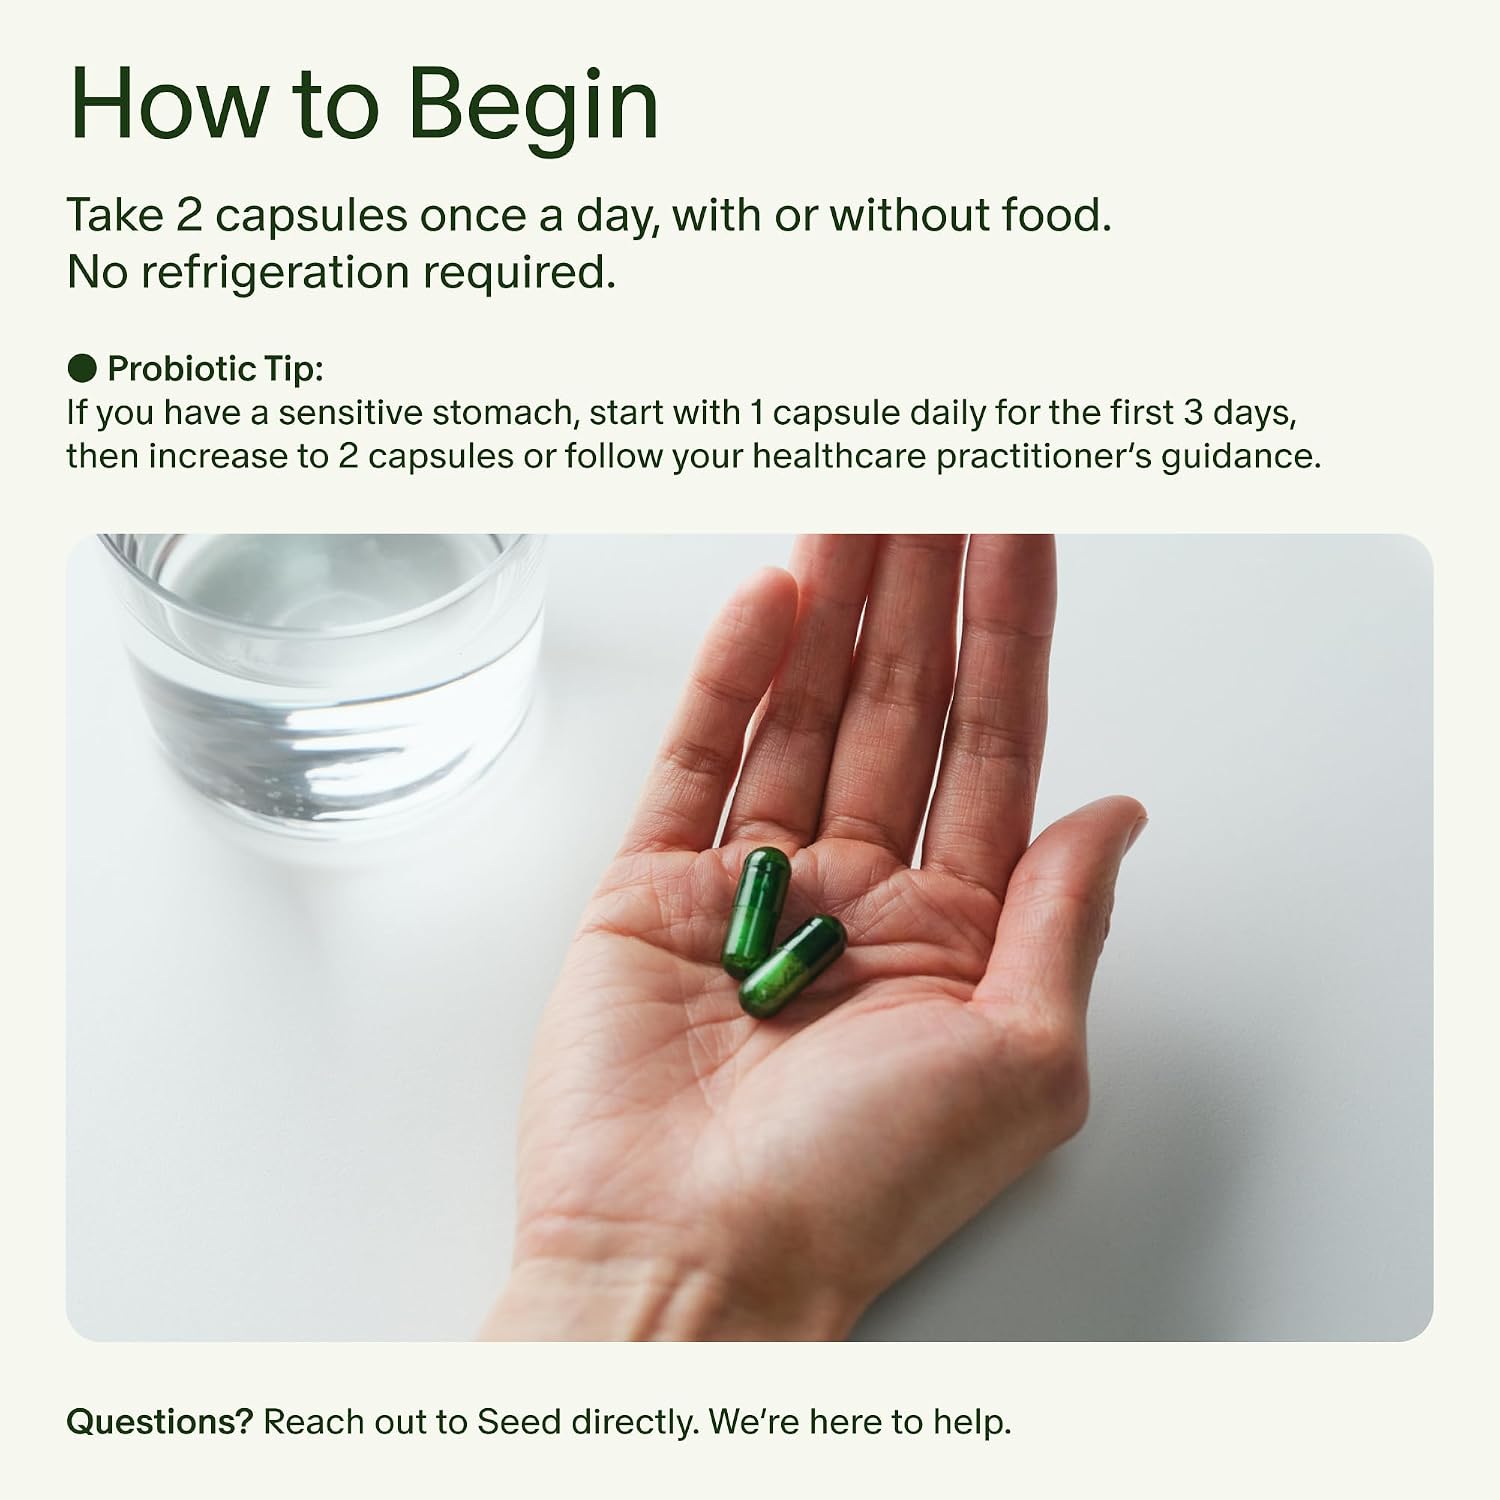 How to Begin
Take 2 capsules once a day, with or without food.
No refrigeration required.
Probiotic Tip:
If you have a sensitive stomach, start with 1 capsule daily for the first 3 days,
then increase to 2 capsules or follow your healthcare practitioner’s guidance.
Questions? Reach out to Seed directly. We’re here to help.